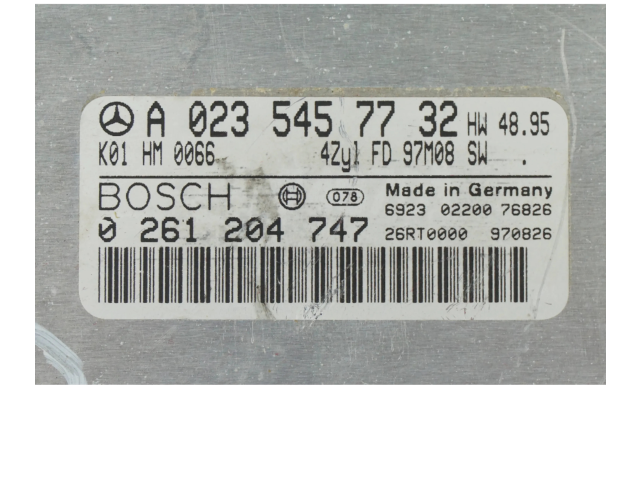 A 023 545 77 32 HW 48.95
K01 HM 0066 4Zyl FD 97M08 SW .
BOSCH 078 Made in Germany
6923 02200 76826
0 261 204 747 26RT0000 970826